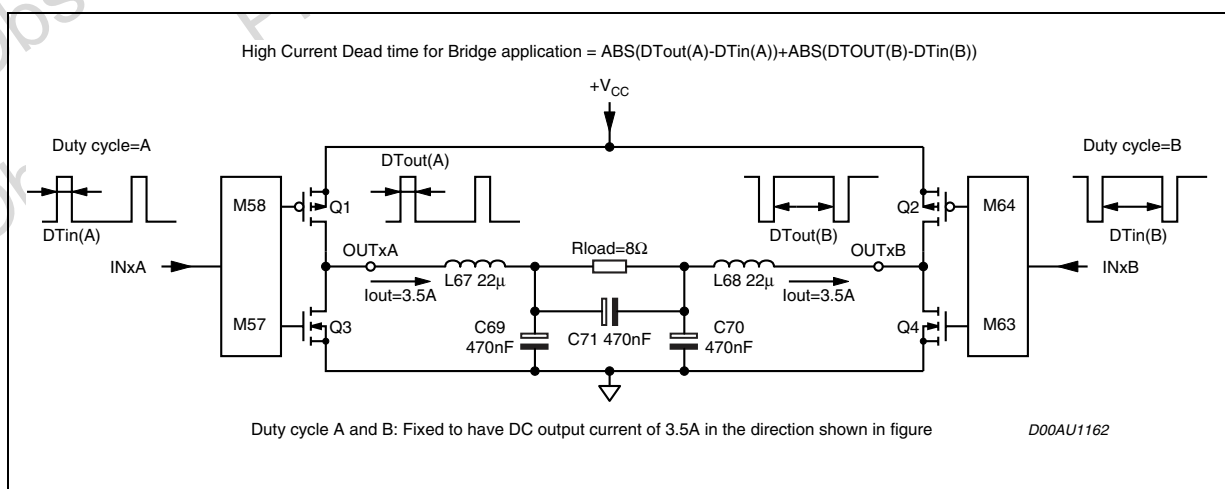 High Current Dead time for Bridge application = ABS(DTout(A)-DTin(A))+ABS(DTOUT(B)-DTin(B))
+VCC
Duty cycle=A
DTout(A)
Duty cycle=B
M58
Q1
Q2
M64
DTin(A)
DTout(B)
DTin(B)
INxA
OUTxA
Rload=8Ω
OUTxB
INxB
L67 22μ
L68 22μ
Iout=3.5A
Iout=3.5A
M57
Q3
Q4
M63
C69
470nF
C71 470nF
C70
470nF
Duty cycle A and B: Fixed to have DC output current of 3.5A in the direction shown in figure
D00AU1162